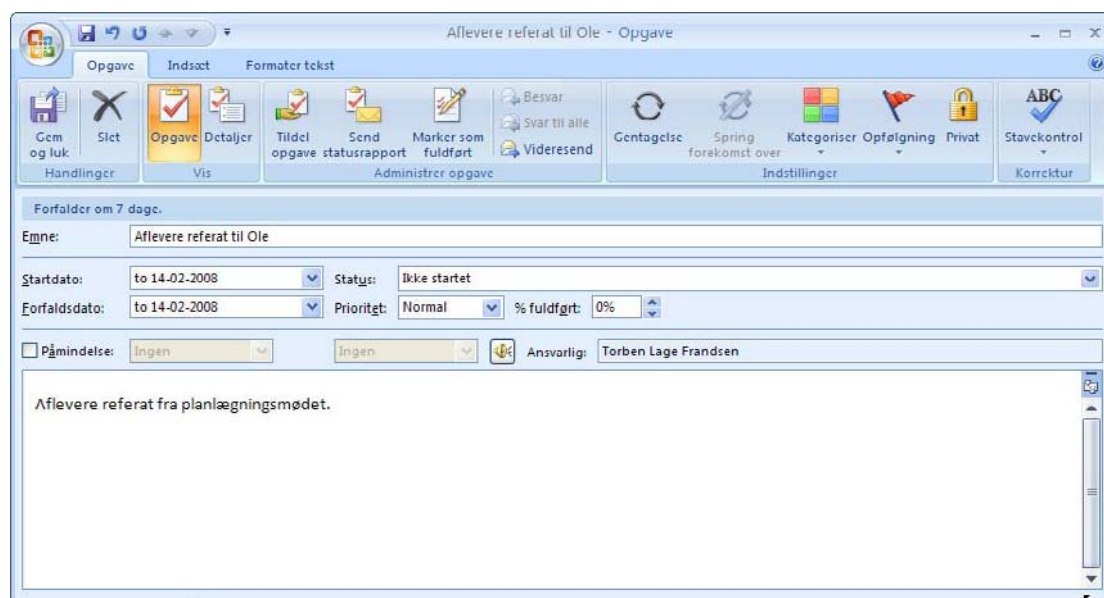 Aflevere referat til Ole - Opgave
Opgave Indsæt Formater tekst
Gem og luk Slet Opgave Detaljer Tildel opgave Send statusrapport Marker som fuldført Besvar Svar til alle Videresend Gentagelse Spring forekomst over Kategoriser Opfølgning Privat ABC Stavekontrol
Handlinger Vis Administrer opgave Indstillinger Korrektur
Forfalder om 7 dage.
Emne: Aflevere referat til Ole
Startdato: to 14-02-2008 Status: Ikke startet
Forfaldsdato: to 14-02-2008 Prioritet: Normal % fuldført: 0%
Påmindelse: Ingen Ingen Ansvarlig: Torben Lage Frandsen
Aflevere referat fra planlægningsmødet.